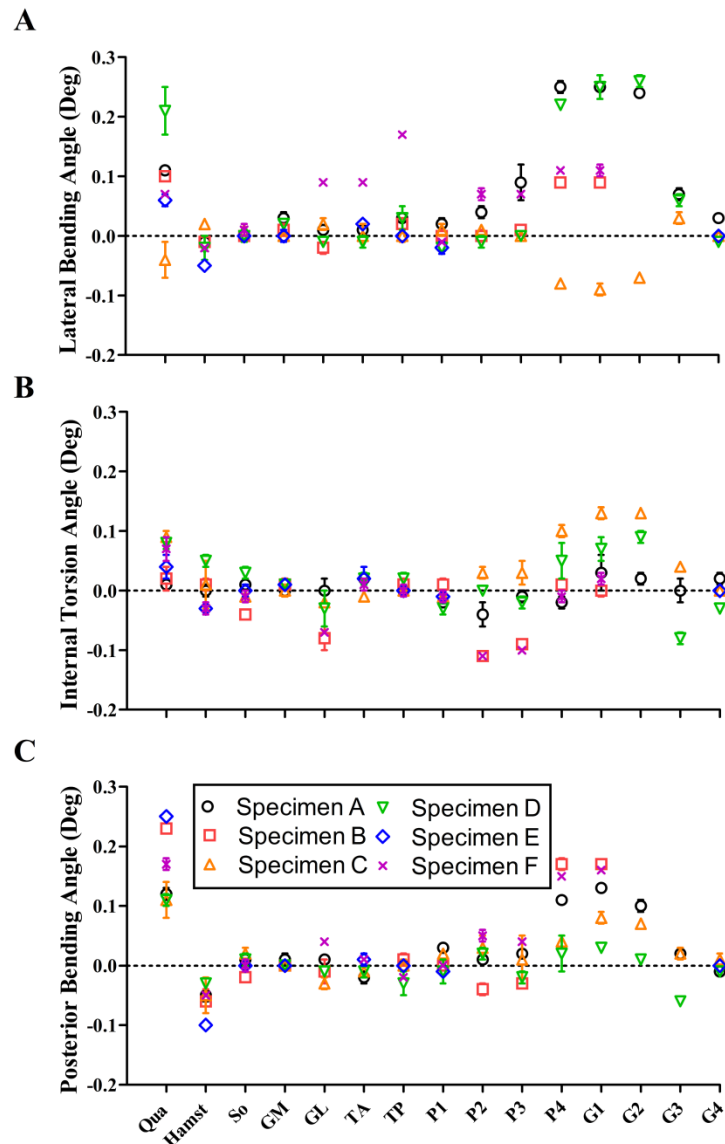 A
Lateral Bending Angle (Deg)
0.3
0.2
0.1
0.0
-0.1
-0.2
B
Internal Torsion Angle (Deg)
0.3
0.2
0.1
0.0
-0.1
-0.2
C
Posterior Bending Angle (Deg)
0.3
0.2
0.1
0.0
-0.1
-0.2
Specimen A Specimen D
Specimen B Specimen E
Specimen C Specimen F
Qua Hamst So GM GL TA TP P1 P2 P3 P4 G1 G2 G3 G4